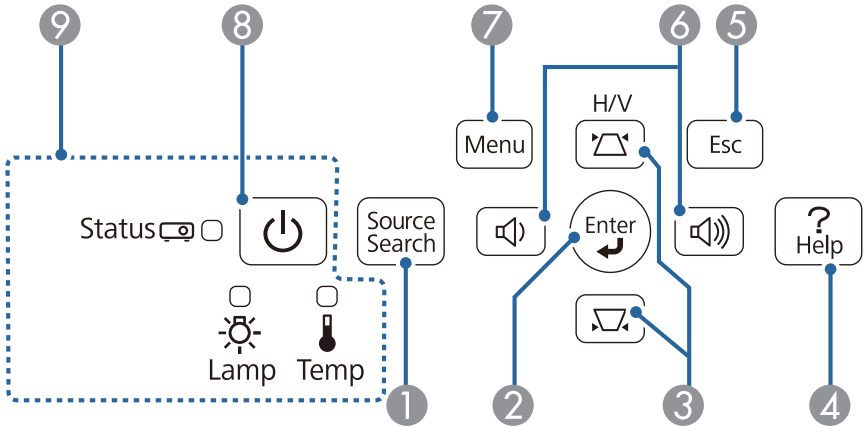 9
8
7
6
5
H/V
Menu
Esc
Status
Source
Search
Enter
?
Help
Lamp
Temp
1
2
3
4